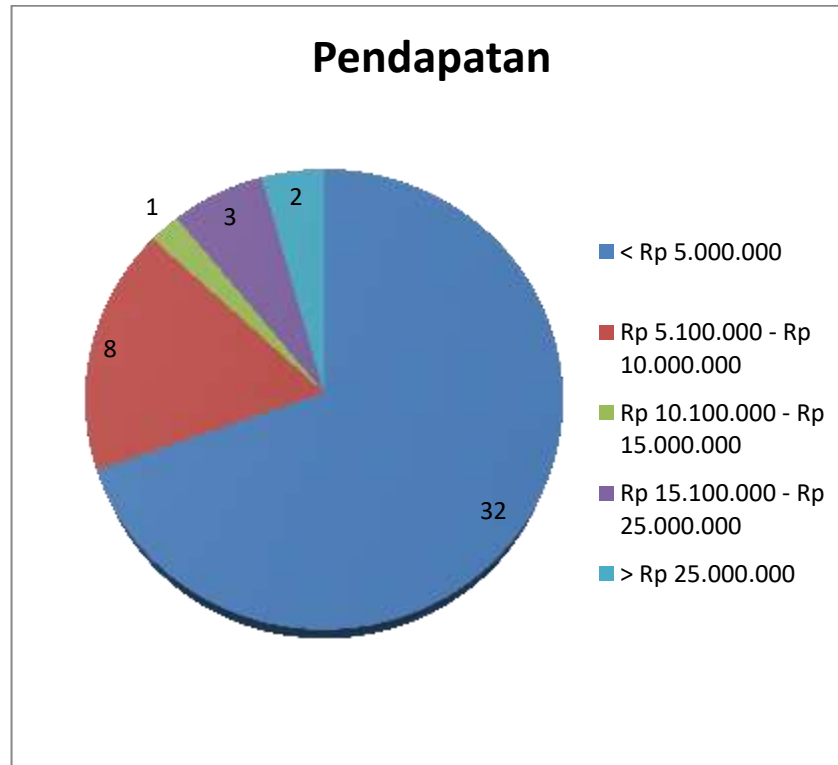 Pendapatan
1
3
2
8
32
< Rp 5.000.000
Rp 5.100.000 - Rp
10.000.000
Rp 10.100.000 - Rp
15.000.000
Rp 15.100.000 - Rp
25.000.000
> Rp 25.000.000